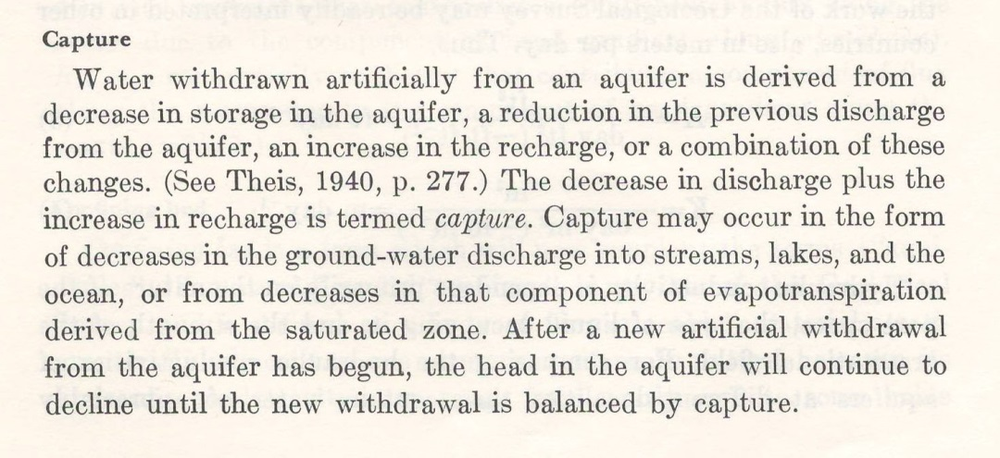 Capture
Water withdrawn artificially from an aquifer is derived from a
decrease in storage in the aquifer, a reduction in the previous discharge
from the aquifer, an increase in the recharge, or a combination of these
changes. (See Theis, 1940, p. 277.) The decrease in discharge plus the
increase in recharge is termed capture. Capture may occur in the form
of decreases in the ground-water discharge into streams, lakes, and the
ocean, or from decreases in that component of evapotranspiration
derived from the saturated zone. After a new artificial withdrawal
from the aquifer has begun, the head in the aquifer will continue to
decline until the new withdrawal is balanced by capture.